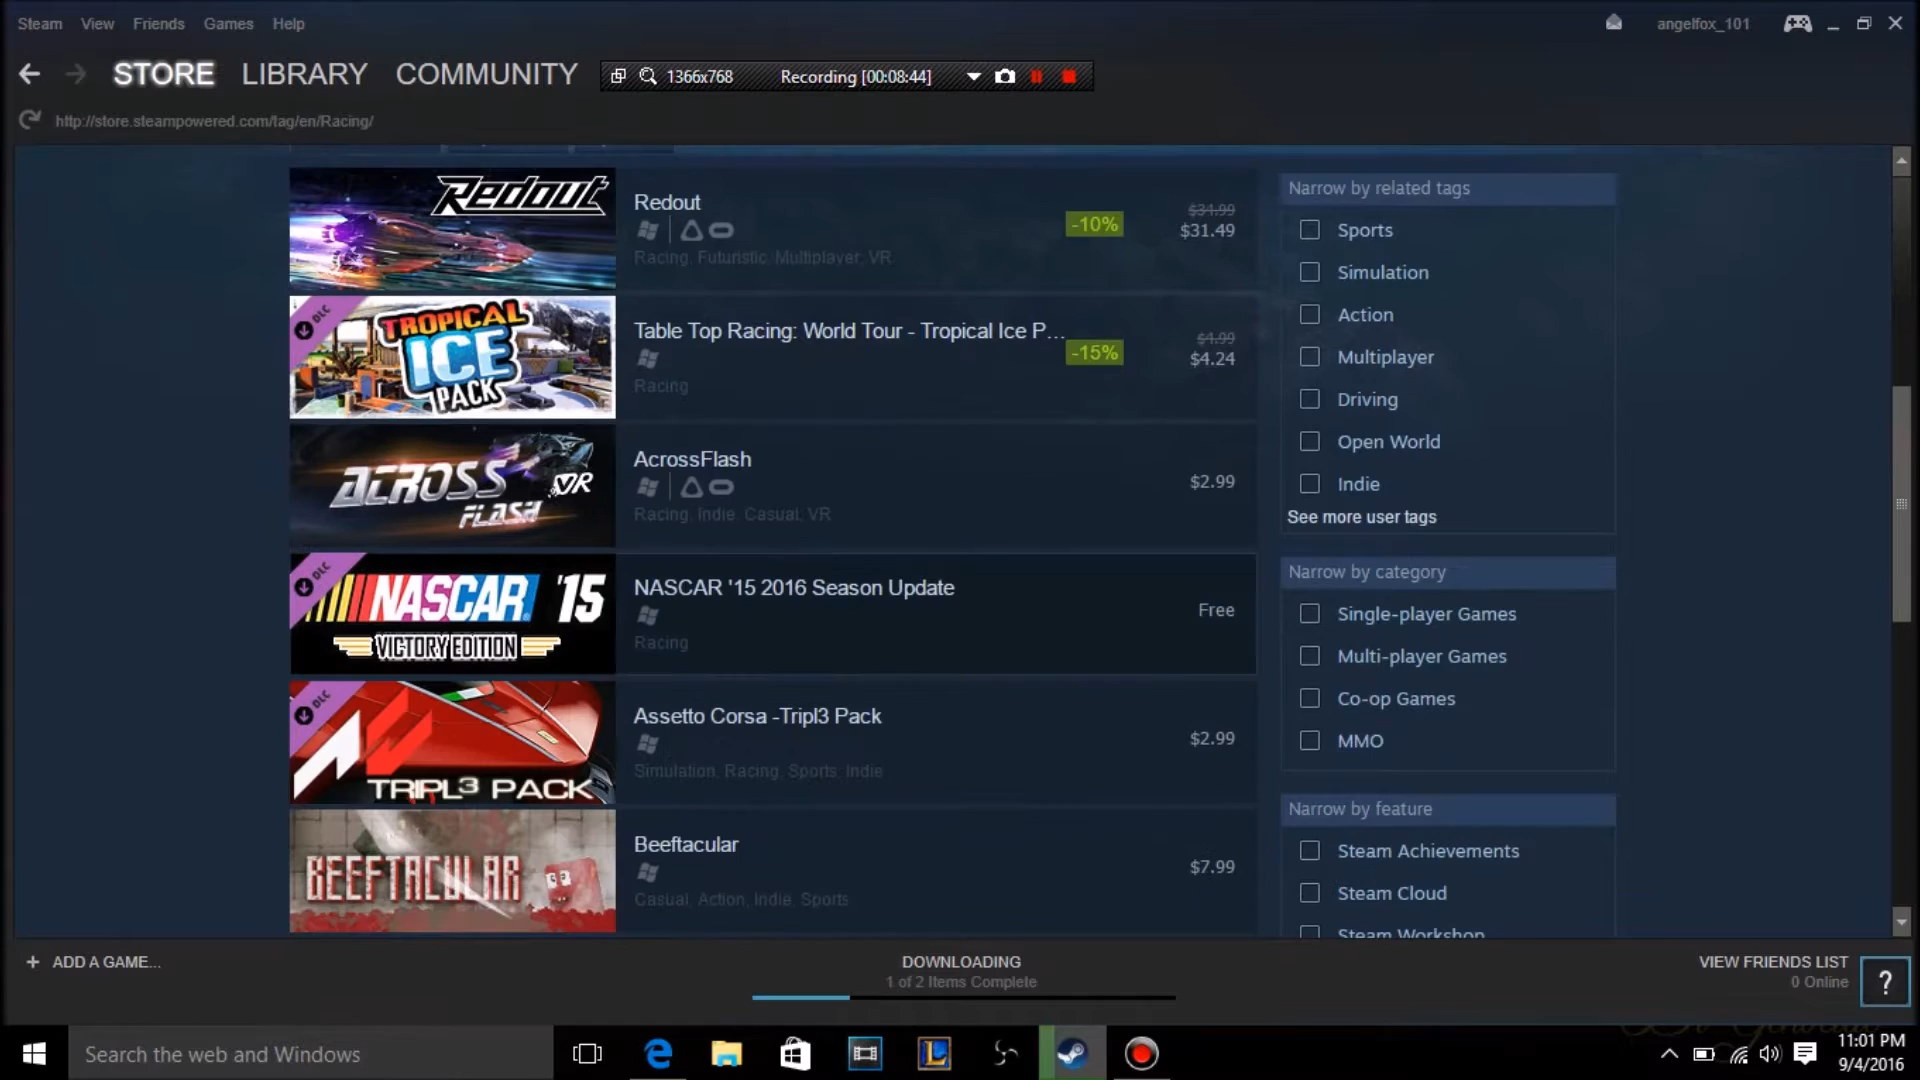 Steam View Friends Games Help
angelfox_101
STORE LIBRARY COMMUNITY
1366x768 Recording [00:08:44]
http://store.steampowered.com/tag/en/Racing/
Redout
Redout
-10%
$34.99
$31.49
Racing, Futuristic, Multiplayer, VR
DLC
TROPICAL
ICE
PACK
Table Top Racing: World Tour - Tropical Ice P...
-15%
$4.99
$4.24
Racing
ACROSS
VR
FLASH
AcrossFlash
$2.99
Racing, Indie, Casual, VR
DLC
NASCAR '15
VICTORY EDITION
NASCAR '15 2016 Season Update
Free
Racing
DLC
TRIPL3 PACK
Assetto Corsa -Tripl3 Pack
$2.99
Simulation, Racing, Sports, Indie
BEEFTACULAR
Beeftacular
$7.99
Casual, Action, Indie, Sports
Narrow by related tags
Sports
Simulation
Action
Multiplayer
Driving
Open World
Indie
See more user tags
Narrow by category
Single-player Games
Multi-player Games
Co-op Games
MMO
Narrow by feature
Steam Achievements
Steam Cloud
Steam Workshop
+ ADD A GAME...
DOWNLOADING
1 of 2 Items Complete
VIEW FRIENDS LIST
0 Online
?
Search the web and Windows
11:01 PM
9/4/2016